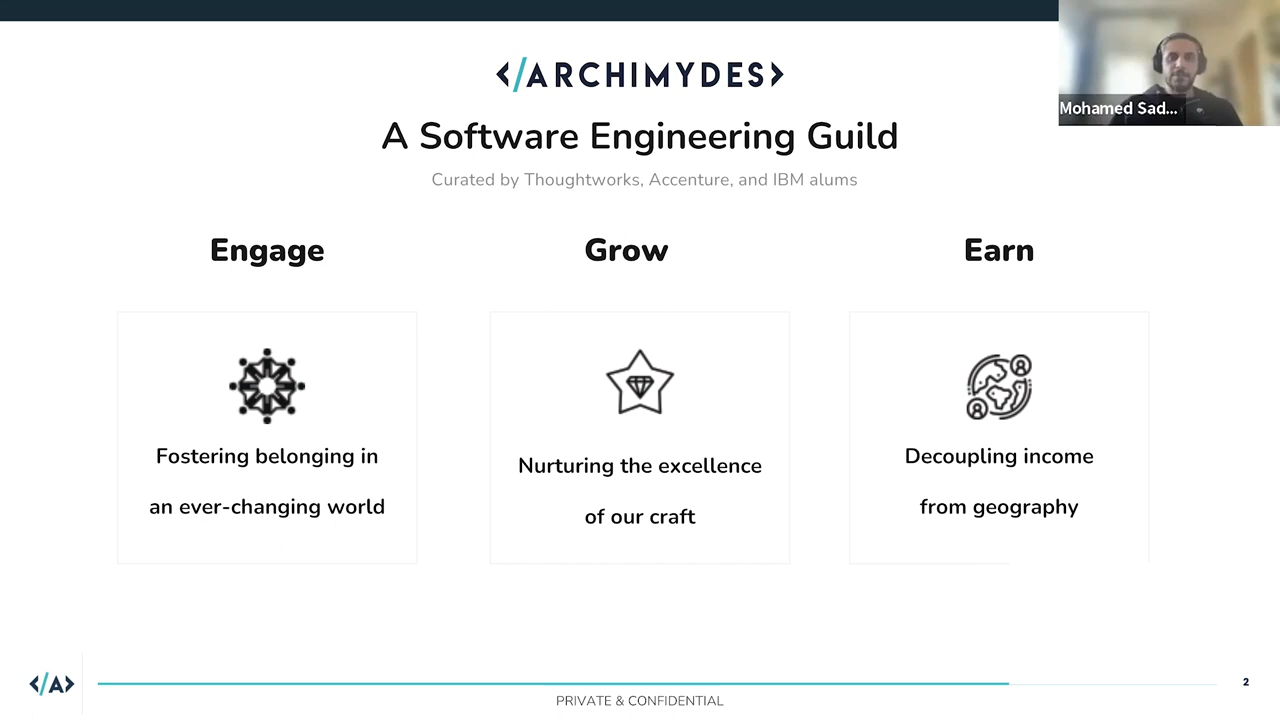 </ARCHIMYDES>
Mohamed Sad...
A Software Engineering Guild
Curated by Thoughtworks, Accenture, and IBM alums
Engage
Grow
Earn
Fostering belonging in
an ever-changing world
Nurturing the excellence
of our craft
Decoupling income
from geography
</A>
2
PRIVATE & CONFIDENTIAL